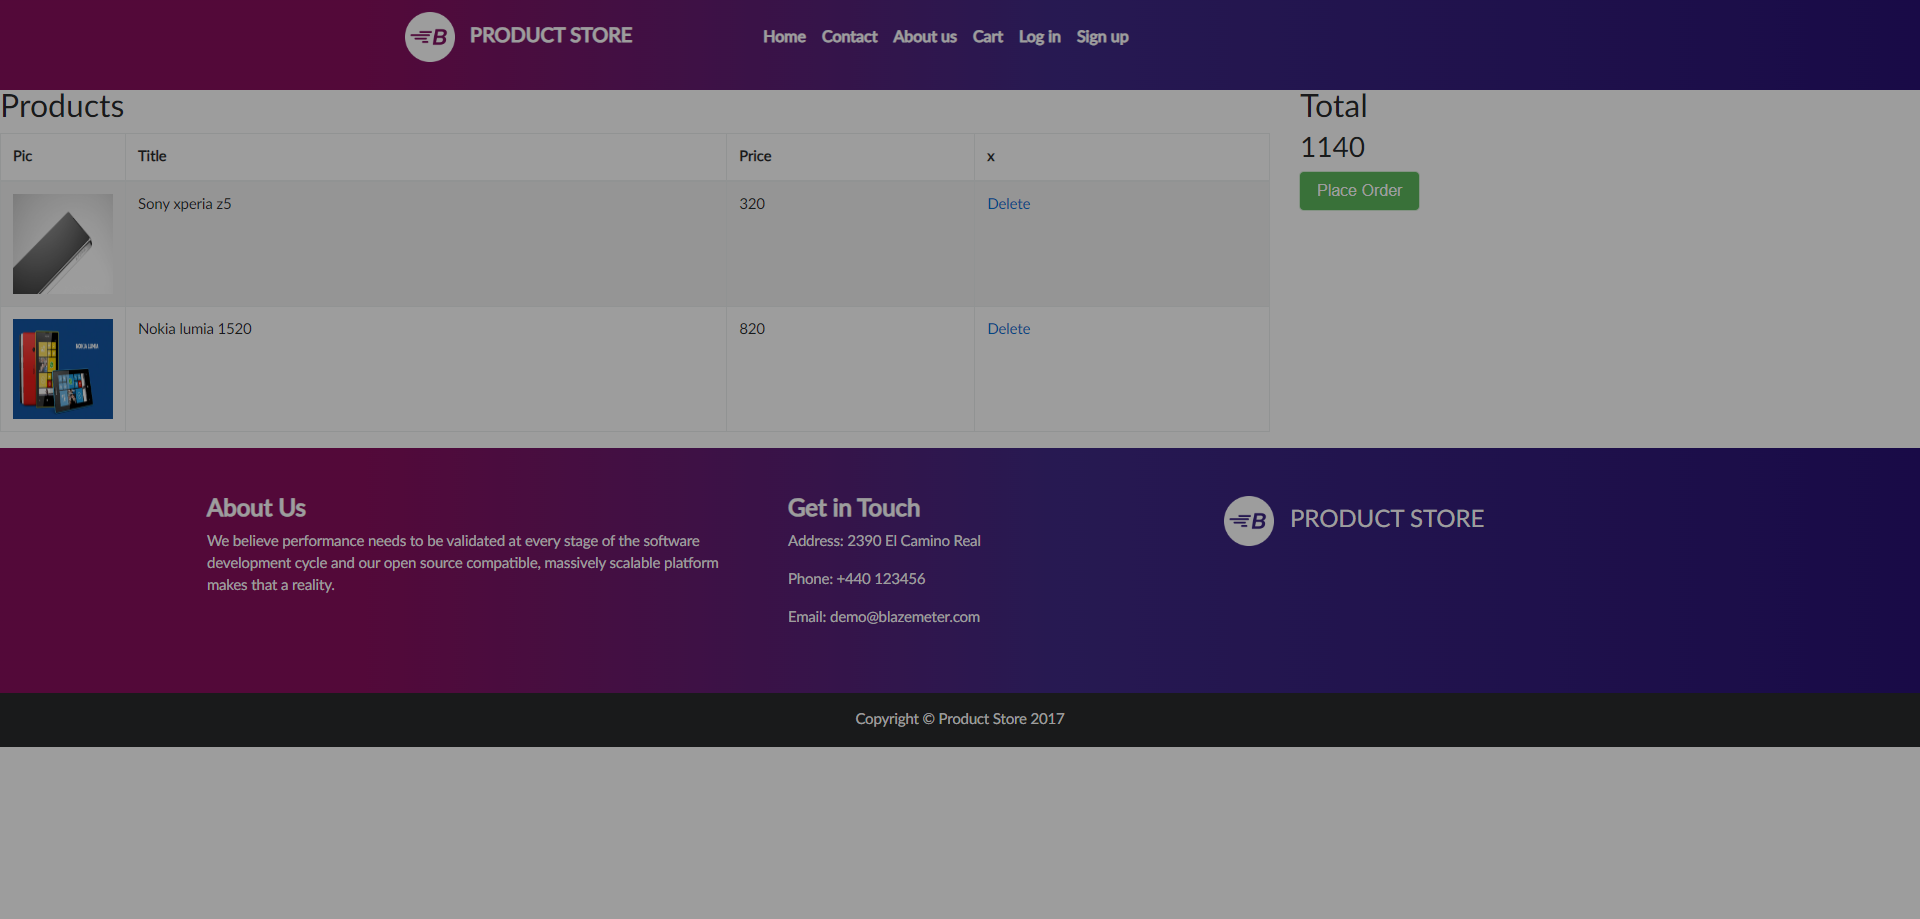 B PRODUCT STORE Home Contact About us Cart Log in Sign up
Products
Total
1140
Place Order
Pic Title Price x
Sony xperia z5 320 Delete
Nokia lumia 1520 820 Delete
NOKIA LUMIA
About Us
We believe performance needs to be validated at every stage of the software
development cycle and our open source compatible, massively scalable platform
makes that a reality.
Get in Touch
Address: 2390 El Camino Real
Phone: +440 123456
Email: demo@blazemeter.com
B PRODUCT STORE
Copyright © Product Store 2017